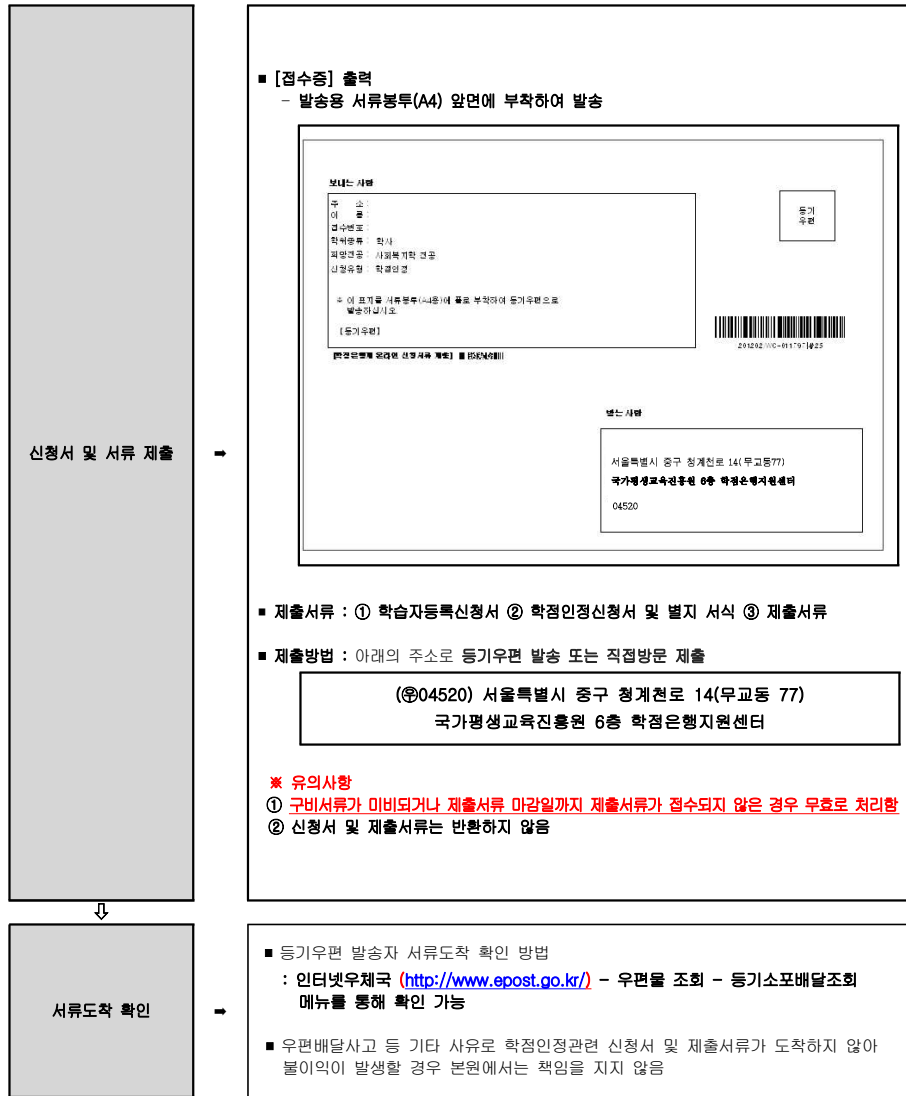 신청서 및 서류 제출
➡
■ [접수증] 출력
- 발송용 서류봉투(A4) 앞면에 부착하여 발송
보내는 사람
주 소 :
이 름 :
접수번호 :
학위종류 : 학사
희망전공 : 사회복지학 전공
신청유형 : 학점인정
※ 이 표지를 서류봉투(A4용)에 풀로 부착하여 등기우편으로
발송하십시오
[등기우편]
[학점은행제 온라인 신청서류 제출]
등기
우편
받는 사람
서울특별시 중구 청계천로 14(무교동77)
국가평생교육진흥원 6층 학점은행지원센터
04520
■ 제출서류 : ① 학습자등록신청서 ② 학점인정신청서 및 별지 서식 ③ 제출서류
■ 제출방법 : 아래의 주소로 등기우편 발송 또는 직접방문 제출
(㉾04520) 서울특별시 중구 청계천로 14(무교동 77)
국가평생교육진흥원 6층 학점은행지원센터
※ 유의사항
① 구비서류가 미비되거나 제출서류 마감일까지 제출서류가 접수되지 않은 경우 무효로 처리함
② 신청서 및 제출서류는 반환하지 않음
⇩
서류도착 확인
➡
■ 등기우편 발송자 서류도착 확인 방법
: 인터넷우체국 (http://www.epost.go.kr/) - 우편물 조회 - 등기소포배달조회
메뉴를 통해 확인 가능
■ 우편배달사고 등 기타 사유로 학점인정관련 신청서 및 제출서류가 도착하지 않아
불이익이 발생할 경우 본원에서는 책임을 지지 않음